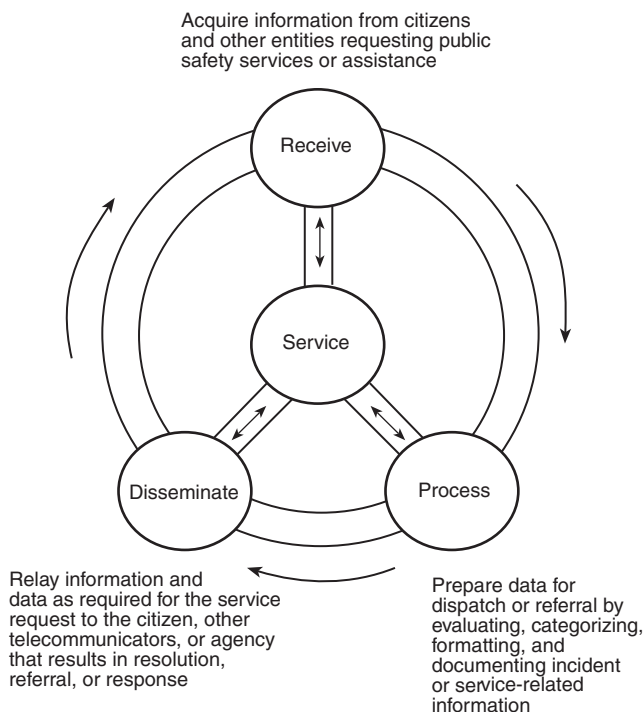 Acquire information from citizens
and other entities requesting public
safety services or assistance
Receive
Service
Disseminate
Process
Relay information and
data as required for the service
request to the citizen, other
telecommunicators, or agency
that results in resolution,
referral, or response
Prepare data for
dispatch or referral by
evaluating, categorizing,
formatting, and
documenting incident
or service-related
information